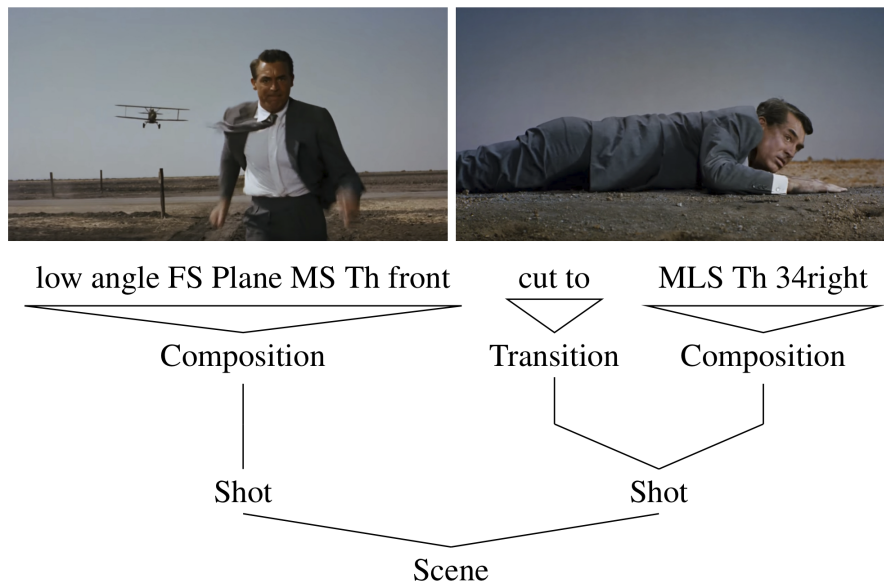 low angle FS Plane MS Th front cut to MLS Th 34right
Composition Transition Composition
Shot Shot
Scene